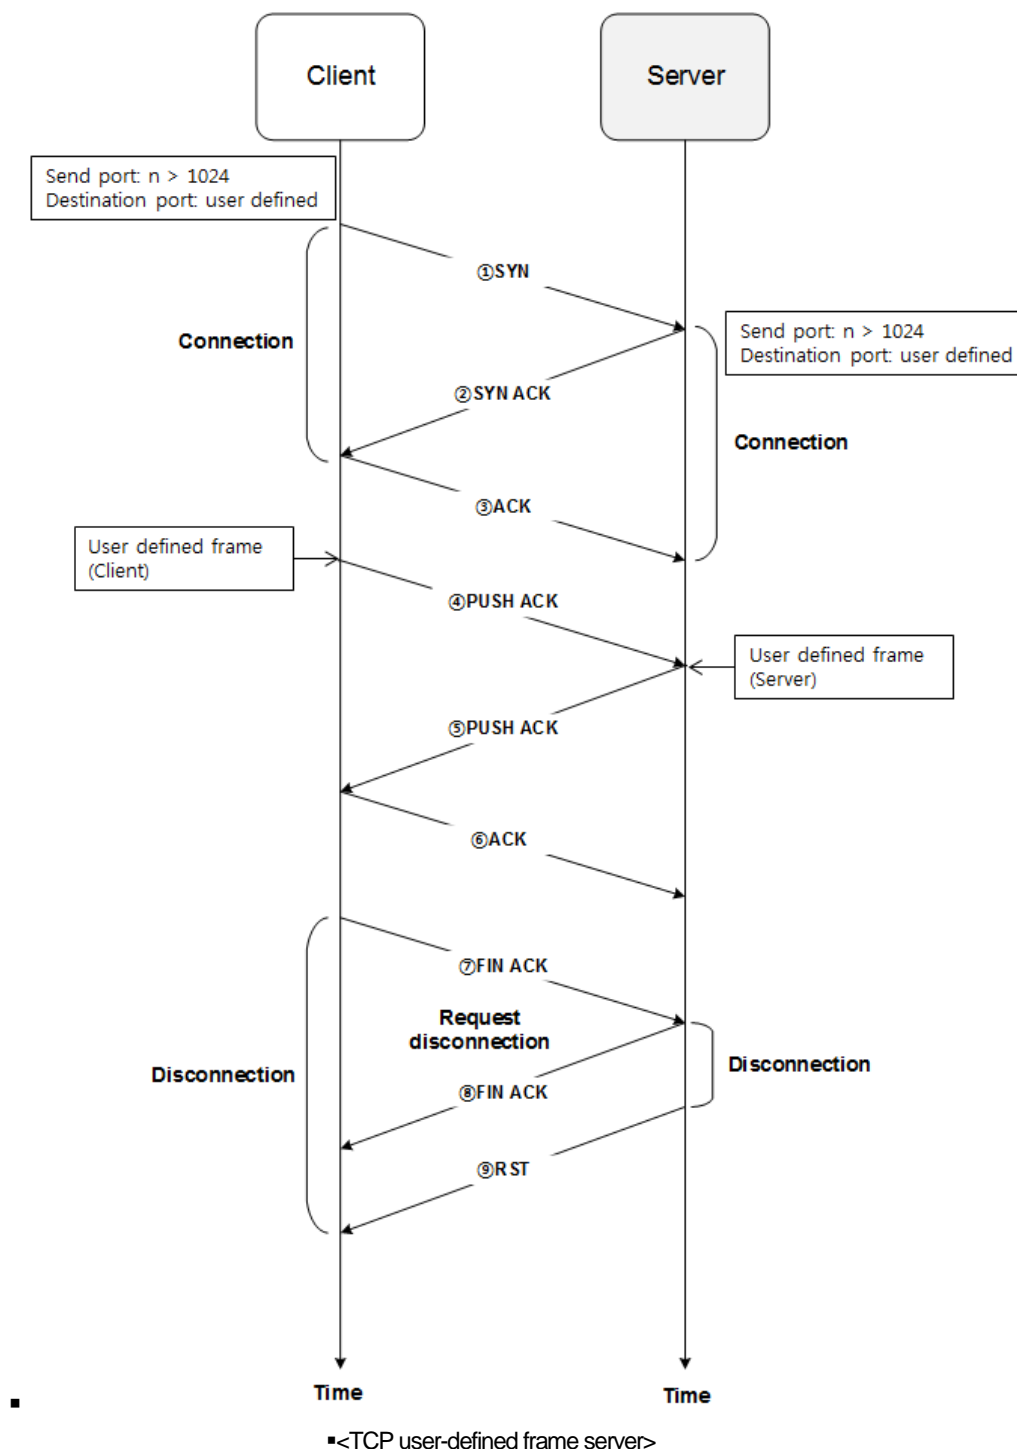 Client
Server
Send port: n > 1024
Destination port: user defined
①SYN
Send port: n > 1024
Destination port: user defined
Connection
②SYN ACK
Connection
③ACK
User defined frame
(Client)
④PUSH ACK
User defined frame
(Server)
⑤PUSH ACK
⑥ACK
⑦FIN ACK
Request
disconnection
Disconnection
Disconnection
⑧FIN ACK
⑨RST
Time
Time
▪
▪<TCP user-defined frame server>